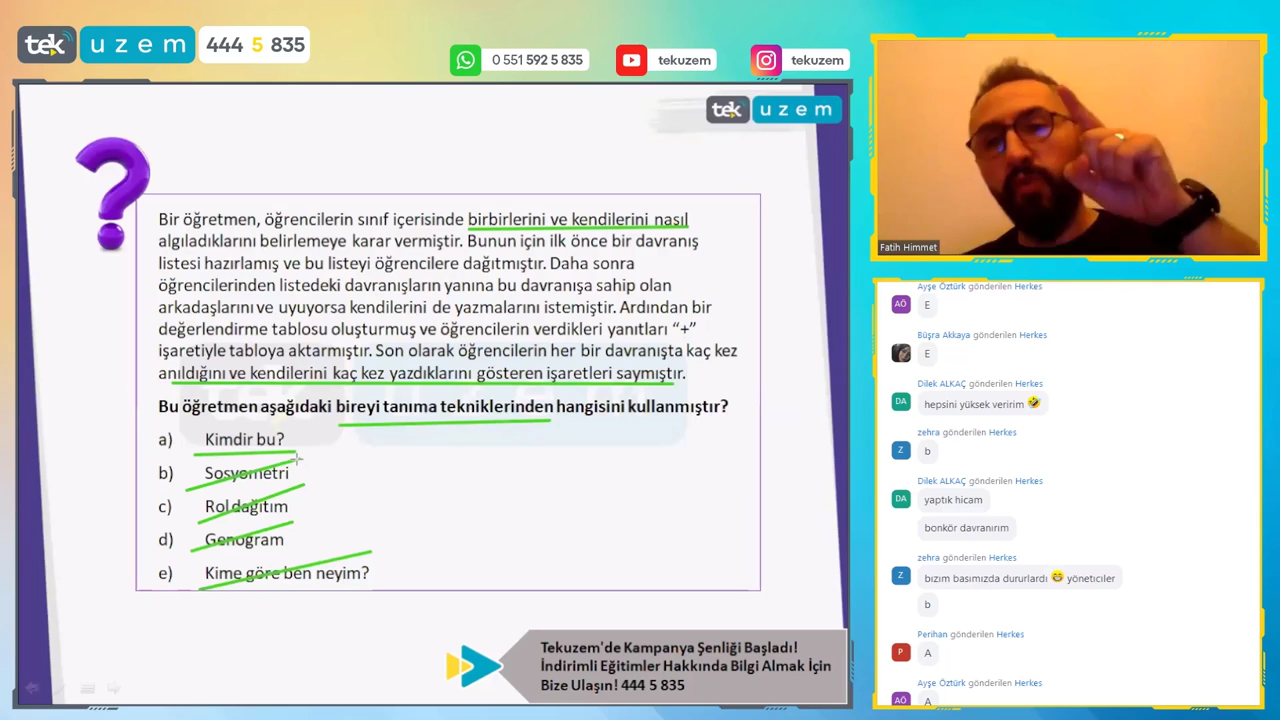 tek uzem 444 5 835
0 551 592 5 835
tekuzem
tekuzem
tek uzem
Bir öğretmen, öğrencilerin sınıf içerisinde birbirlerini ve kendilerini nasıl
algıladıklarını belirlemeye karar vermiştir. Bunun için ilk önce bir davranış
listesi hazırlamış ve bu listeyi öğrencilere dağıtmıştır. Daha sonra
öğrencilerinden listedeki davranışların yanına bu davranışa sahip olan
arkadaşlarını ve uyuyorsa kendilerini de yazmalarını istemiştir. Ardından bir
değerlendirme tablosu oluşturmuş ve öğrencilerin verdikleri yanıtları “+”
işaretiyle tabloya aktarmıştır. Son olarak öğrencilerin her bir davranışta kaç kez
anıldığını ve kendilerini kaç kez yazdıklarını gösteren işaretleri saymıştır.
Bu öğretmen aşağıdaki bireyi tanıma tekniklerinden hangisini kullanmıştır?
a) Kimdir bu?
b) Sosyometri
c) Rol dağıtım
d) Genogram
e) Kime göre ben neyim?
Tekuzem'de Kampanya Şenliği Başladı!
İndirimli Eğitimler Hakkında Bilgi Almak İçin
Bize Ulaşın! 444 5 835
Fatih Himmet
Ayşe Öztürk gönderilen Herkes
AÖ E
Büşra Akkaya gönderilen Herkes
E
Dilek ALKAÇ gönderilen Herkes
DA hepsini yüksek veririm 🤣
zehra gönderilen Herkes
Z b
Dilek ALKAÇ gönderilen Herkes
DA yaptık hicam
bonkör davranırım
zehra gönderilen Herkes
Z bizim basımızda dururlardı 😁 yöneticiler
b
Perihan gönderilen Herkes
P A
Ayşe Öztürk gönderilen Herkes
AÖ A